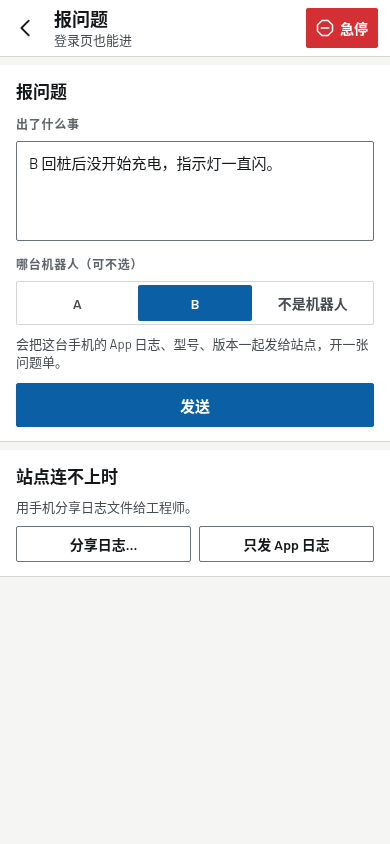 报问题
登录页也能进
急停
报问题
出了什么事
B 回桩后没开始充电，指示灯一直闪。
哪台机器人（可不选）
A
B
不是机器人
会把这台手机的 App 日志、型号、版本一起发给站点，开一张
问题单。
发送
站点连不上时
用手机分享日志文件给工程师。
分享日志…
只发 App 日志